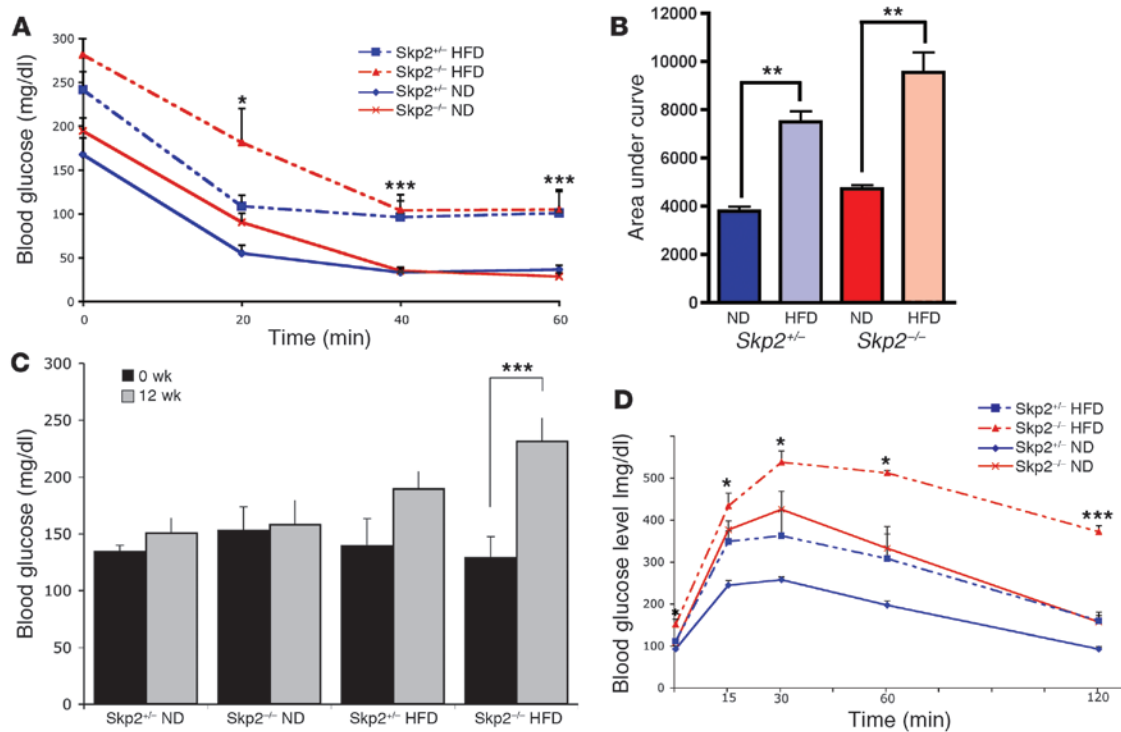 A
Blood glucose (mg/dl)
300
250
200
150
100
50
0
*
***
***
Skp2+/– HFD
Skp2–/– HFD
Skp2+/– ND
Skp2–/– ND
0
20
40
60
Time (min)
B
Area under curve
12000
10000
8000
6000
4000
2000
0
**
**
ND
HFD
ND
HFD
Skp2+/–
Skp2–/–
C
Blood glucose (mg/dl)
300
250
200
150
100
50
0
0 wk
12 wk
***
Skp2+/– ND
Skp2–/– ND
Skp2+/– HFD
Skp2–/– HFD
D
Blood glucose level lmg/dl)
500
400
300
200
100
0
*
*
*
*
***
Skp2+/– HFD
Skp2–/– HFD
Skp2+/– ND
Skp2–/– ND
15
30
60
120
Time (min)